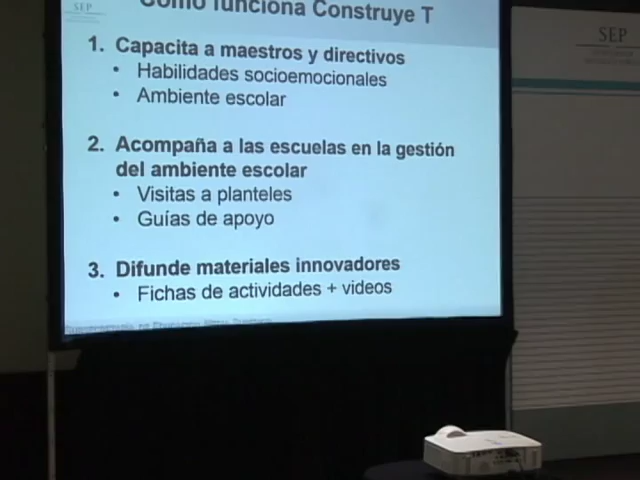 SEP
Cómo funciona Construye T
SEP
1. Capacita a maestros y directivos
• Habilidades socioemocionales
• Ambiente escolar
2. Acompaña a las escuelas en la gestión
del ambiente escolar
• Visitas a planteles
• Guías de apoyo
3. Difunde materiales innovadores
• Fichas de actividades + videos